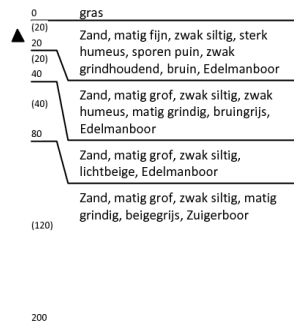 0 gras
(20)
Zand, matig fijn, zwak siltig, sterk
20
humeus, sporen puin, zwak
(20)
grindhoudend, bruin, Edelmanboor
40
Zand, matig grof, zwak siltig, zwak
(40)
humeus, matig grindig, bruingrijs,
Edelmanboor
80
Zand, matig grof, zwak siltig,
lichtbeige, Edelmanboor
Zand, matig grof, zwak siltig, matig
grindig, beigegrijs, Zuigerboor
(120)
200